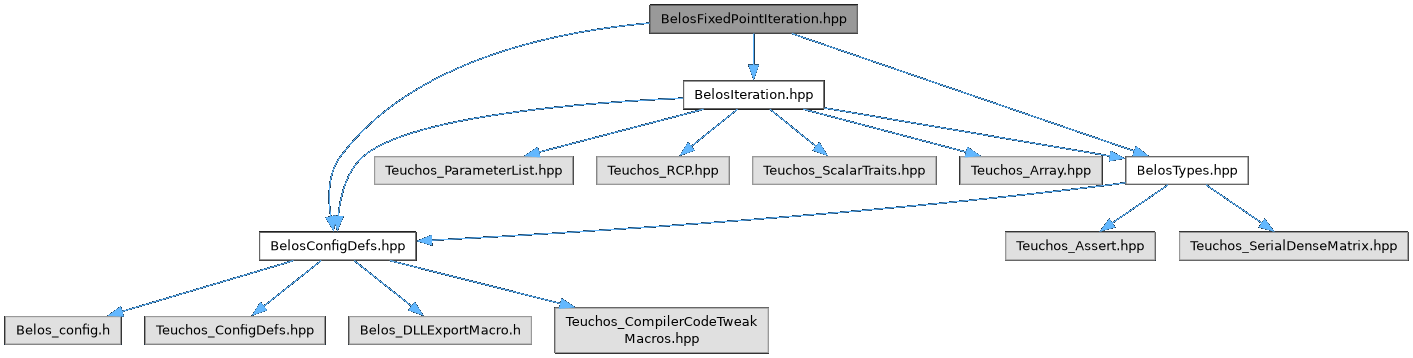 BelosFixedPointIteration.hpp
BelosIteration.hpp
Teuchos_ParameterList.hpp
Teuchos_RCP.hpp
Teuchos_ScalarTraits.hpp
Teuchos_Array.hpp
BelosTypes.hpp
BelosConfigDefs.hpp
Teuchos_Assert.hpp
Teuchos_SerialDenseMatrix.hpp
Belos_config.h
Teuchos_ConfigDefs.hpp
Belos_DLLExportMacro.h
Teuchos_CompilerCodeTweak
Macros.hpp